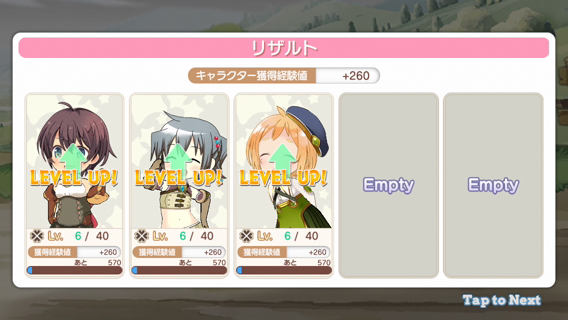 リザルト
キャラクター獲得経験値 +260
LEVEL UP! LEVEL UP! LEVEL UP! Empty Empty
Lv. 6 / 40 Lv. 6 / 40 Lv. 6 / 40
獲得経験値 +260 獲得経験値 +260 獲得経験値 +260
あと 570 あと 570 あと 570
Tap to Next